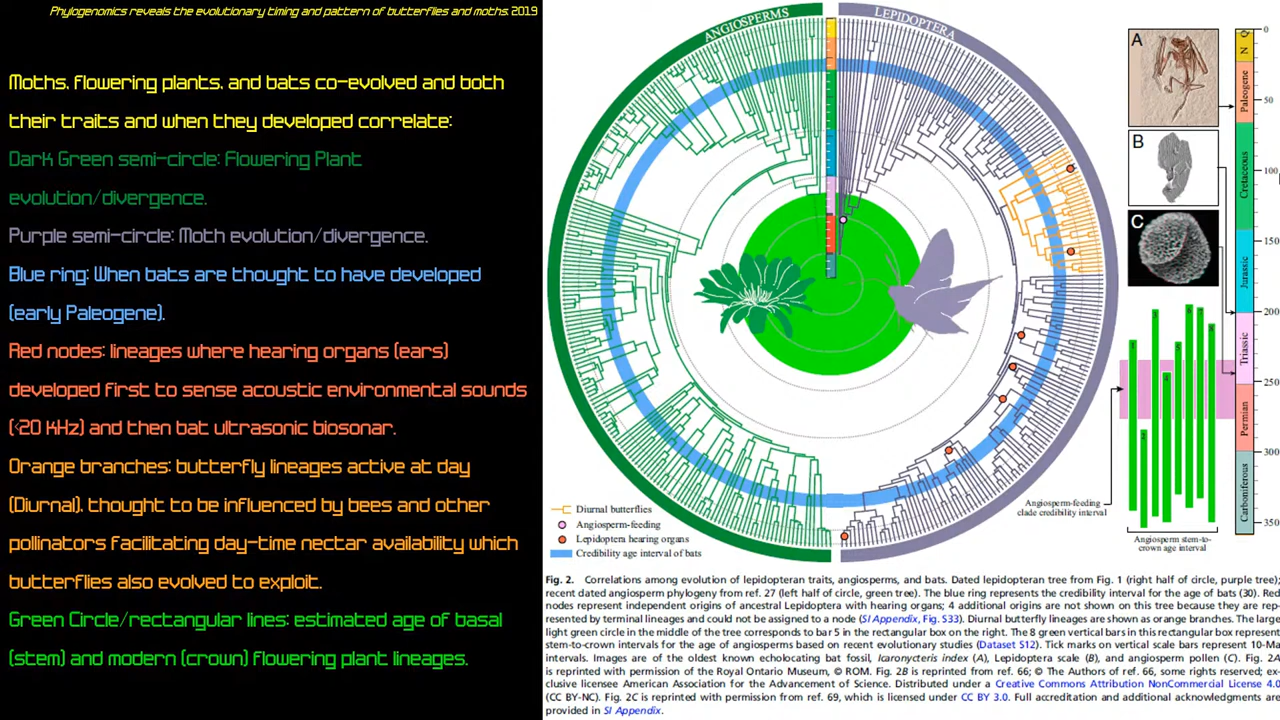 Phylogenomics reveals the evolutionary timing and pattern of butterflies and moths: 2019
Moths, flowering plants, and bats co-evolved and both
their traits and when they developed correlate:
Dark Green semi-circle: Flowering Plant
evolution/divergence.
Purple semi-circle: Moth evolution/divergence.
Blue ring: When bats are thought to have developed
(early Paleogene).
Red nodes: lineages where hearing organs (ears)
developed first to sense acoustic environmental sounds
(<20 KHz) and then bat ultrasonic biosonar.
Orange branches: butterfly lineages active at day
(Diurnal), thought to be influenced by bees and other
pollinators facilitating day-time nectar availability which
butterflies also evolved to exploit.
Green Circle/rectangular lines: estimated age of basal
(stem) and modern (crown) flowering plant lineages.
ANGIOSPERMS
LEPIDOPTERA
Diurnal butterflies
Angiosperm-feeding
Lepidoptera hearing organs
Credibility age interval of bats
A
B
C
Angiosperm-feeding
clade credibility interval
1
2
3
4
5
6
7
8
Angiosperm stem-to-
crown age interval
N Q
Paleogene
Cretaceous
Jurassic
Triassic
Permian
Carboniferous
0
50
100
150
200
250
300
350
Fig. 2. Correlations among evolution of lepidopteran traits, angiosperms, and bats. Dated lepidopteran tree from Fig. 1 (right half of circle, purple tree);
recent dated angiosperm phylogeny from ref. 27 (left half of circle, green tree). The blue ring represents the credibility interval for the age of bats (30). Red
nodes represent independent origins of ancestral Lepidoptera with hearing organs; 4 additional origins are not shown on this tree because they are rep-
resented by terminal lineages and could not be assigned to a node (SI Appendix, Fig. S33). Diurnal butterfly lineages are shown as orange branches. The large
light green circle in the middle of the tree corresponds to bar 5 in the rectangular box on the right. The 8 green vertical bars in this rectangular box represent
stem-to-crown intervals for the age of angiosperms based on recent evolutionary studies (Dataset S12). Tick marks on vertical scale bars represent 10-Ma
intervals. Images are of the oldest known echolocating bat fossil, Icaronycteris index (A), Lepidoptera scale (B), and angiosperm pollen (C). Fig. 2A
is reprinted with permission of the Royal Ontario Museum, © ROM. Fig. 2B is reprinted from ref. 66; © The Authors of ref. 66, some rights reserved; ex-
clusive licensee American Association for the Advancement of Science. Distributed under a Creative Commons Attribution NonCommercial License 4.0
(CC BY-NC). Fig. 2C is reprinted with permission from ref. 69, which is licensed under CC BY 3.0. Full accreditation and additional acknowledgments are
provided in SI Appendix.